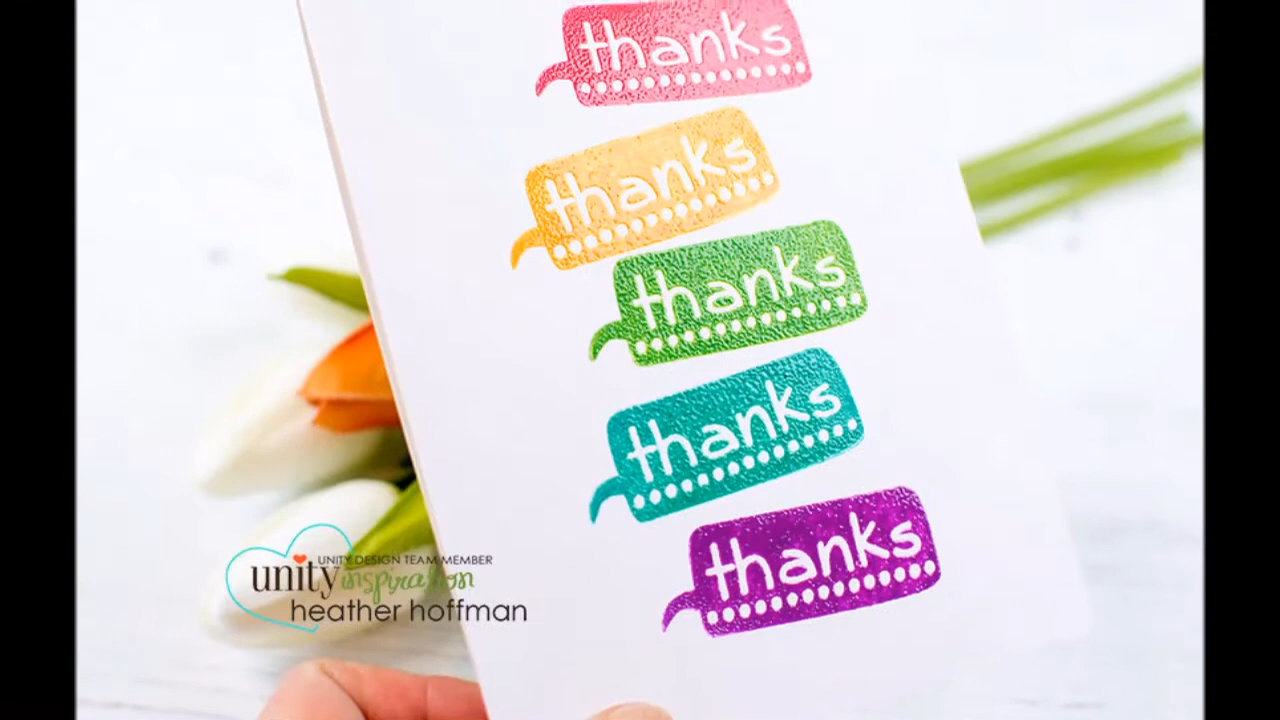 thanks
thanks
thanks
thanks
thanks
UNITY DESIGN TEAM MEMBER
unity inspiration
heather hoffman